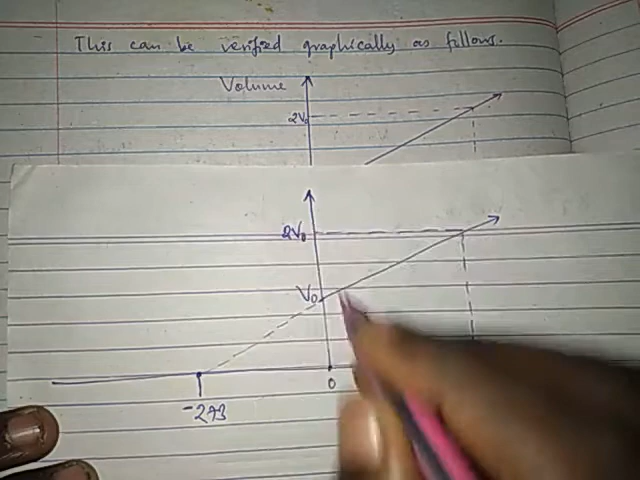 This can be verified graphically as follows.
Volume
2V₀
2V₀
V₀
-273
0